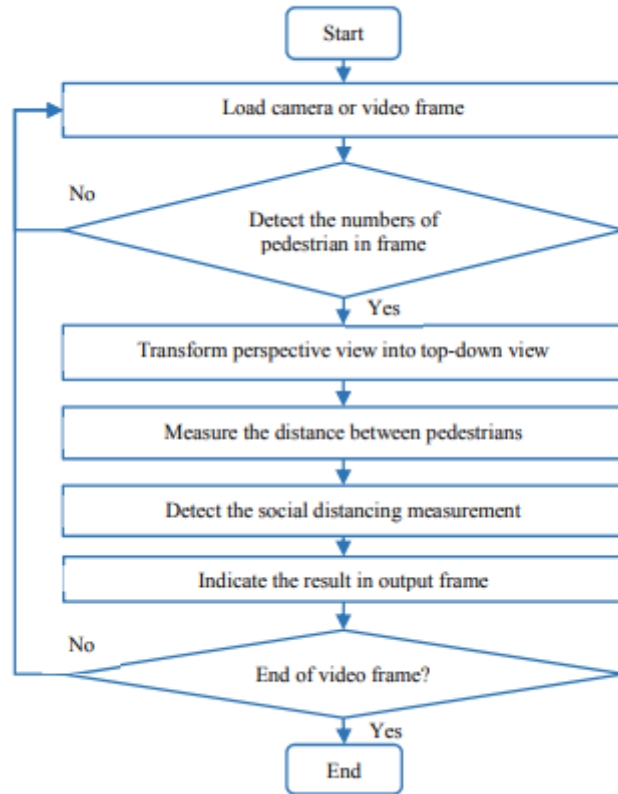 Start
Load camera or video frame
No
Detect the numbers of
pedestrian in frame
Yes
Transform perspective view into top-down view
Measure the distance between pedestrians
Detect the social distancing measurement
Indicate the result in output frame
No
End of video frame?
Yes
End